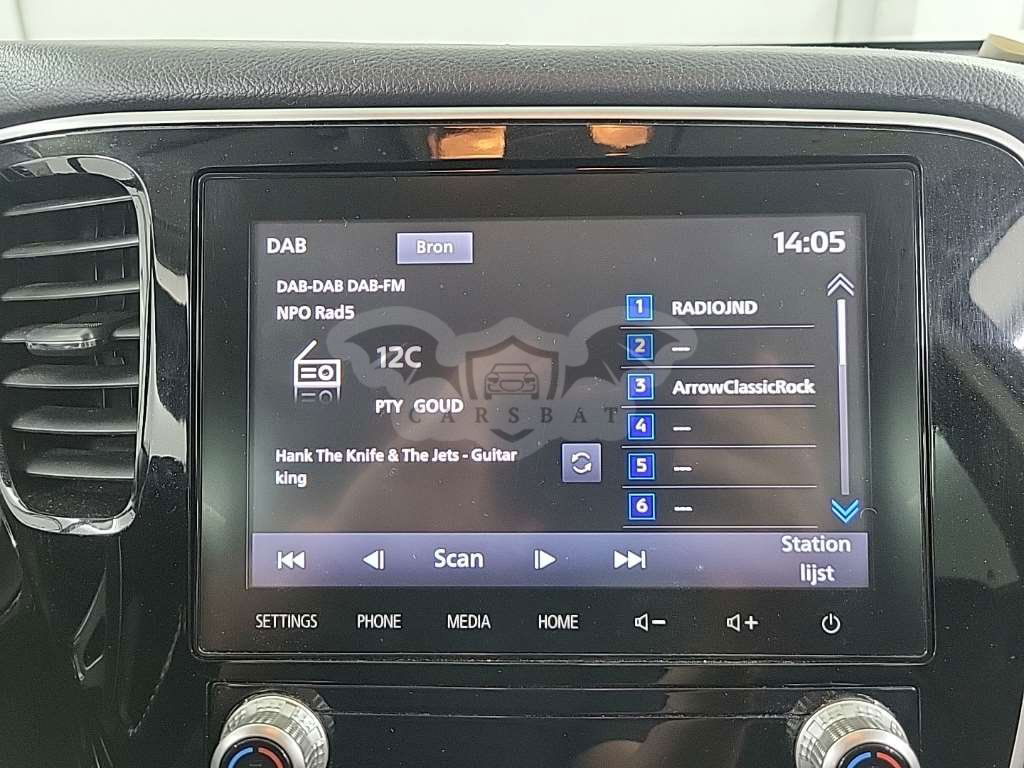 DAB
Bron
14:05
DAB-DAB DAB-FM
NPO Rad5
12C
PTY GOUD
Hank The Knife & The Jets - Guitar
king
1 RADIOJND
2 ---
3 ArrowClassicRock
4 ---
5 ---
6 ---
CARSBAT
Scan
Station
lijst
SETTINGS
PHONE
MEDIA
HOME